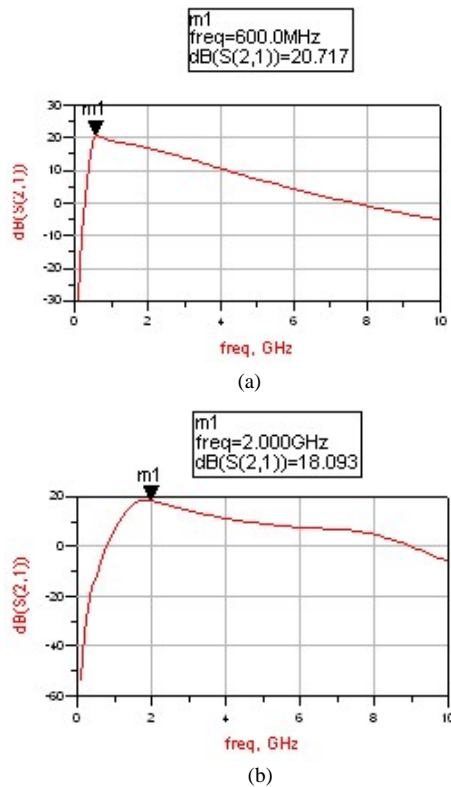 m1
freq=600.0MHz
dB(S(2,1))=20.717
m1
30
20
10
0
-10
-20
-30
dB(S(2,1))
0 2 4 6 8 10
freq, GHz
(a)
m1
freq=2.000GHz
dB(S(2,1))=18.093
m1
20
0
-20
-40
-60
dB(S(2,1))
0 2 4 6 8 10
freq, GHz
(b)